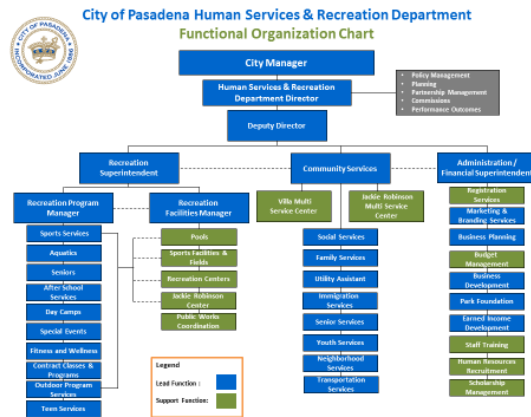 City of Pasadena Human Services & Recreation Department
Functional Organization Chart
CITY OF PASADENA
INCORPORATED JUNE 1886
City Manager
Human Services & Recreation
Department Director
• Policy Management
• Planning
• Partnership Management
• Commissions
• Performance Outcomes
Deputy Director
Recreation
Superintendent
Community Services
Administration /
Financial Superintendent
Recreation Program
Manager
Recreation
Facilities Manager
Villa Multi
Service Center
Jackie Robinson
Multi Service
Center
Sports Services
Aquatics
Seniors
After School
Services
Day Camps
Special Events
Fitness and Wellness
Contract Classes &
Programs
Outdoor Program
Services
Teen Services
Pools
Sports Facilities &
Fields
Recreation Centers
Jackie Robinson
Center
Public Works
Coordination
Social Services
Family Services
Utility Assistant
Immigration
Services
Senior Services
Youth Services
Neighborhood
Services
Transportation
Services
Registration
Services
Marketing &
Branding Services
Business Planning
Budget
Management
Business
Development
Park Foundation
Earned Income
Development
Staff Training
Human Resources
Recruitment
Scholarship
Management
Legend
Lead Function :
Support Function: